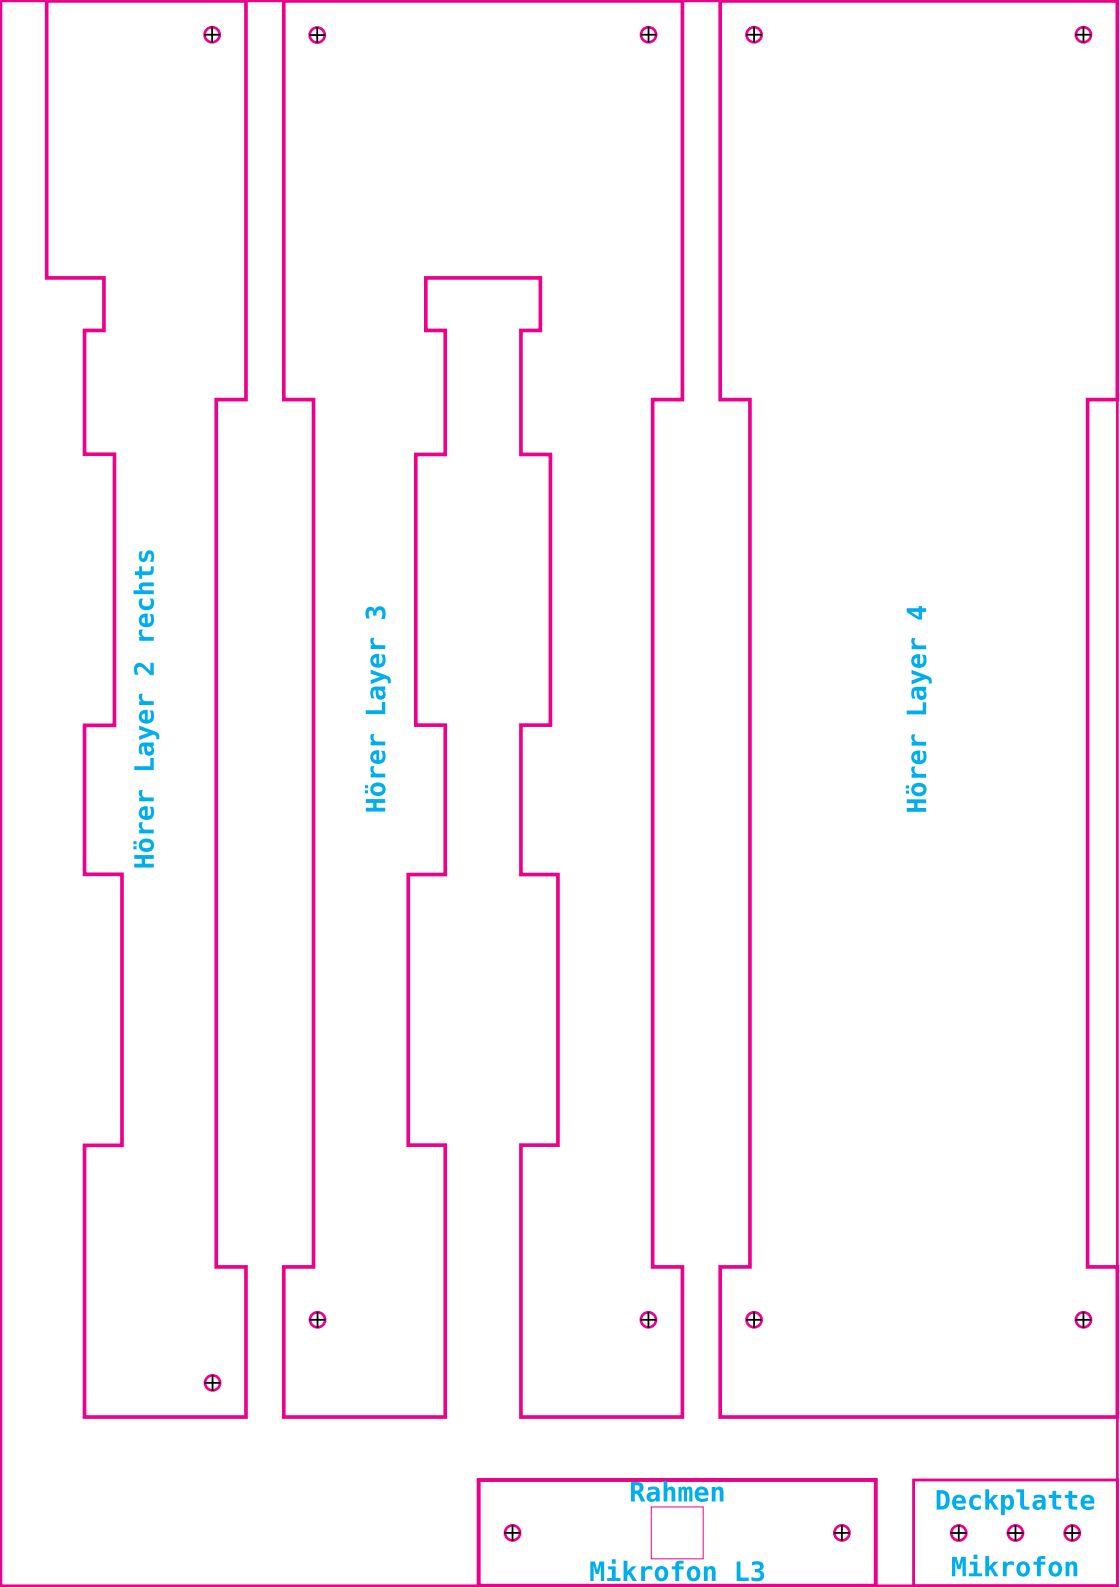 Hörer Layer 2 rechts
Hörer Layer 3
Hörer Layer 4
Rahmen
Mikrofon L3
Deckplatte
Mikrofon